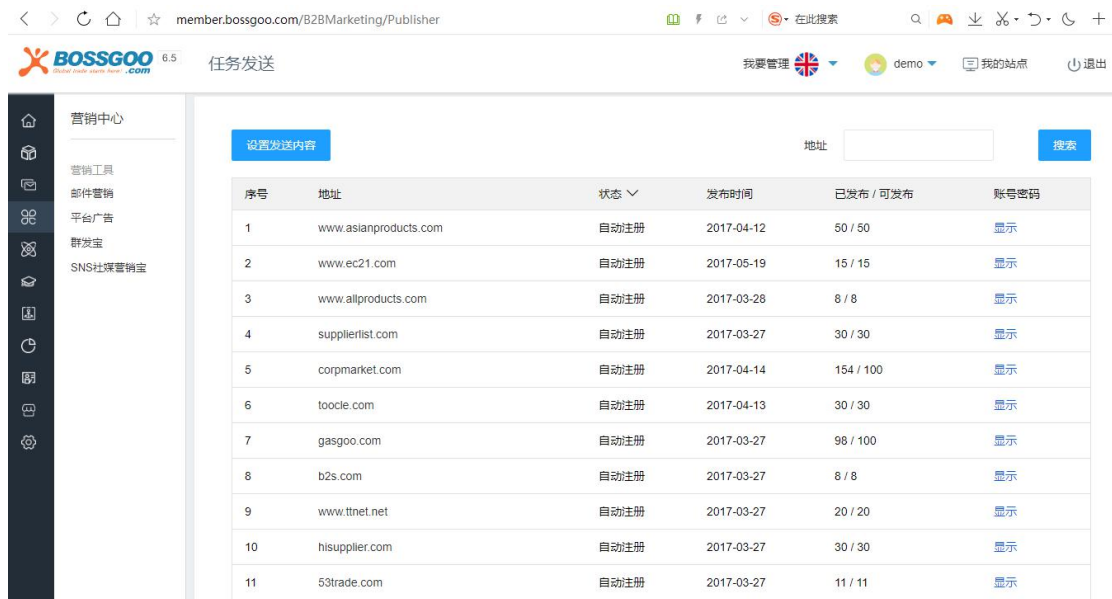 member.bossgoo.com/B2BMarketing/Publisher
在此搜索
BOSSGOO .com 6.5
Global trade starts here!
任务发送
我要管理
demo
我的站点
退出
营销中心
营销工具
邮件营销
平台广告
群发宝
SNS社媒营销宝
设置发送内容
地址
搜索
序号 地址 状态 发布时间 已发布 / 可发布 账号密码
1 www.asianproducts.com 自动注册 2017-04-12 50 / 50 显示
2 www.ec21.com 自动注册 2017-05-19 15 / 15 显示
3 www.allproducts.com 自动注册 2017-03-28 8 / 8 显示
4 supplierlist.com 自动注册 2017-03-27 30 / 30 显示
5 corpmarket.com 自动注册 2017-04-14 154 / 100 显示
6 toocle.com 自动注册 2017-04-13 30 / 30 显示
7 gasgoo.com 自动注册 2017-03-27 98 / 100 显示
8 b2s.com 自动注册 2017-03-27 8 / 8 显示
9 www.ttnet.net 自动注册 2017-03-27 20 / 20 显示
10 hisupplier.com 自动注册 2017-03-27 30 / 30 显示
11 53trade.com 自动注册 2017-03-27 11 / 11 显示